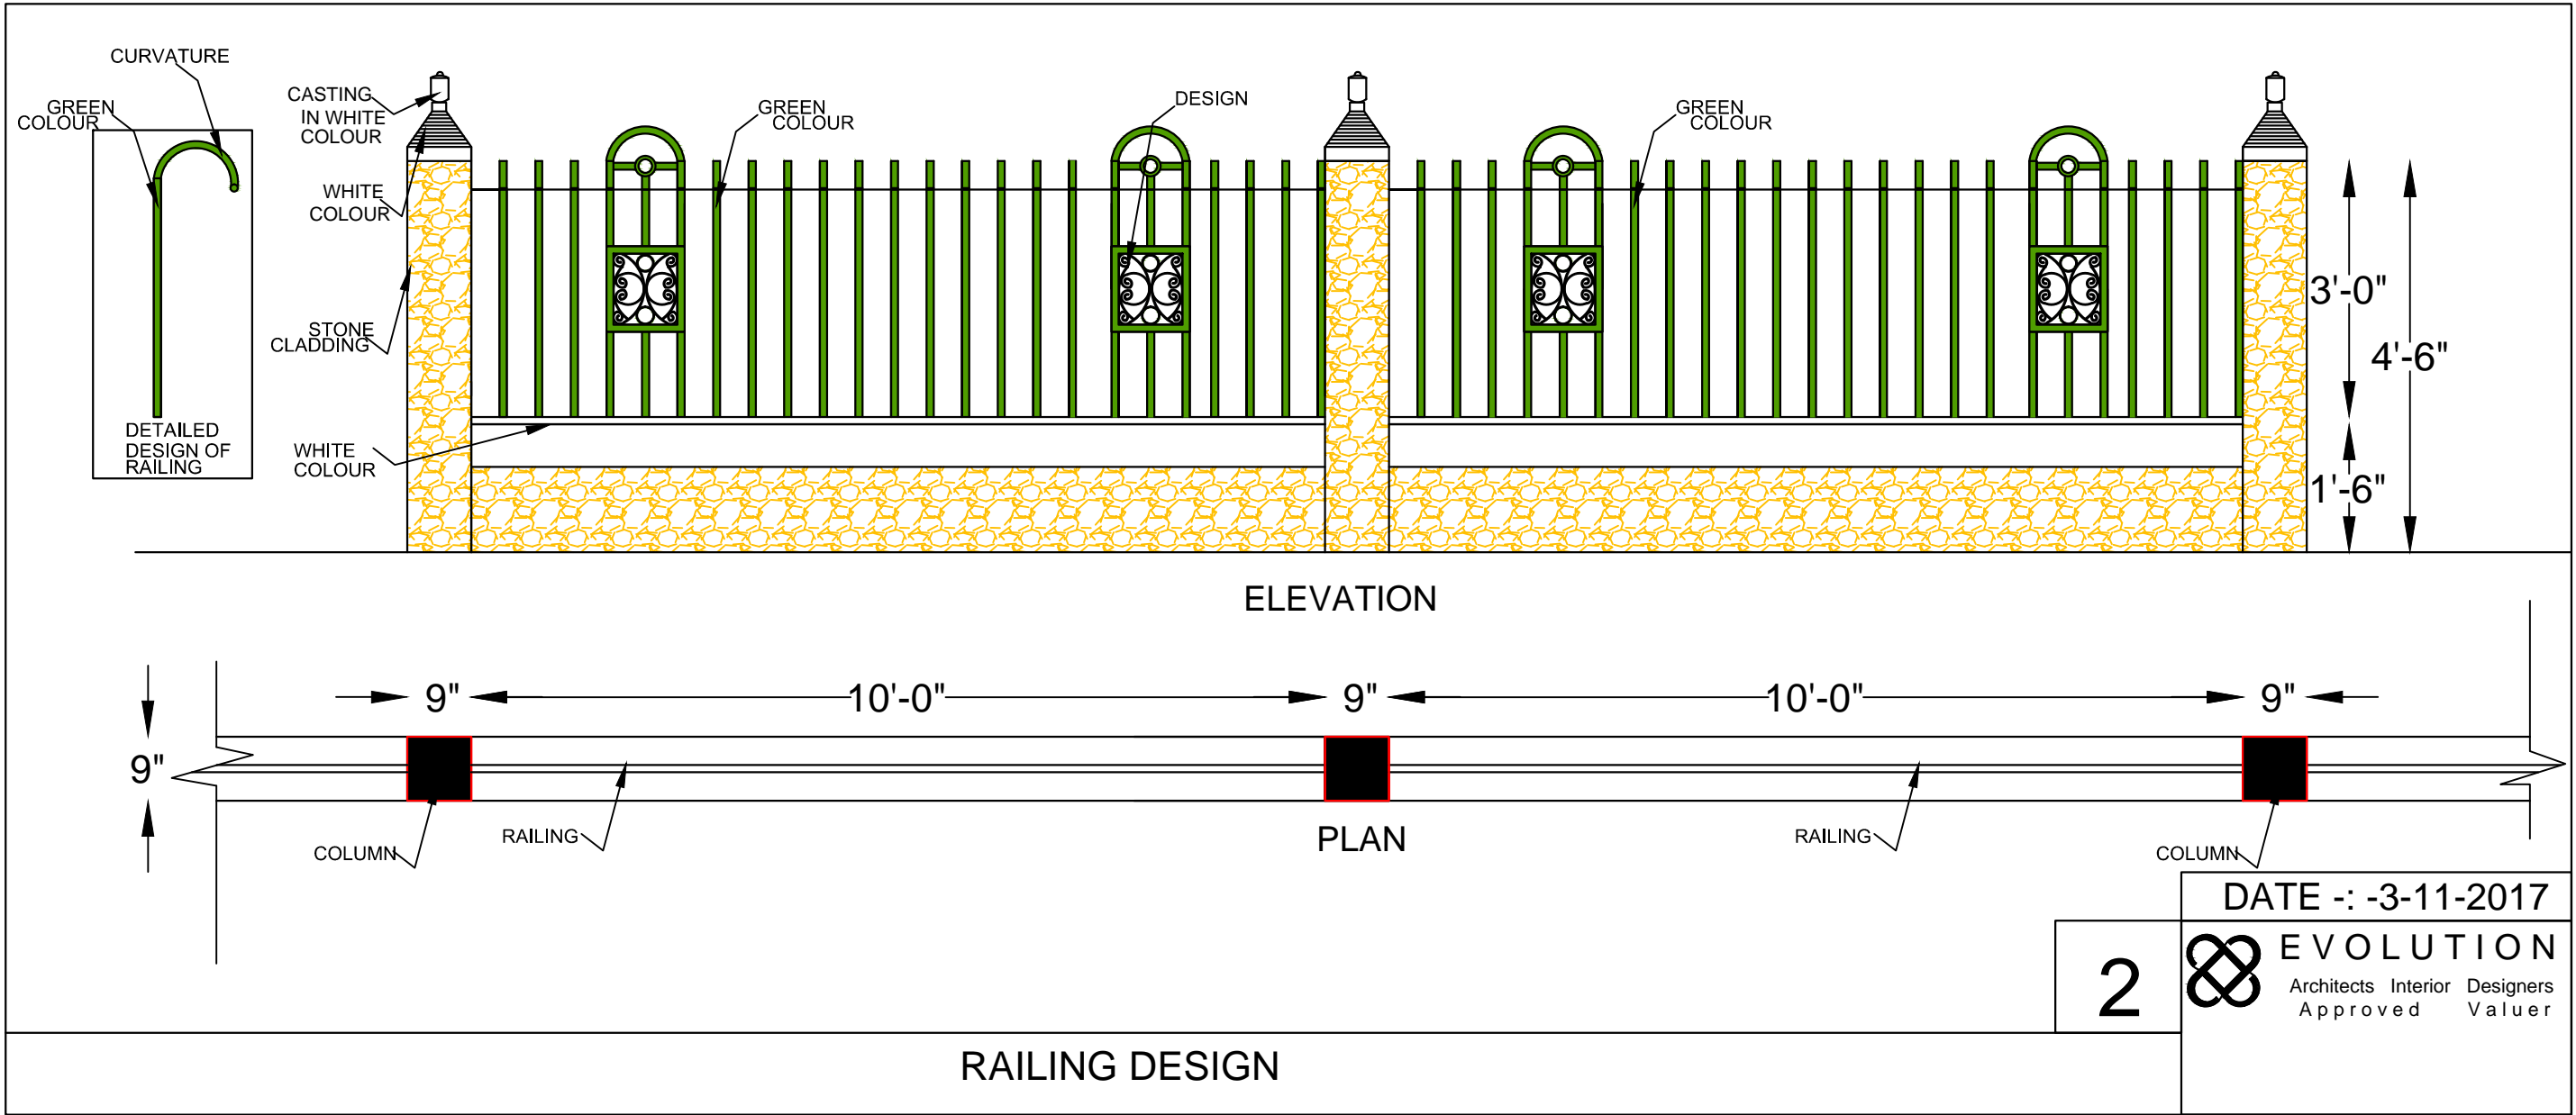 CURVATURE
GREEN
COLOUR
DETAILED
DESIGN OF
RAILING
CASTING
IN WHITE
COLOUR
WHITE
COLOUR
STONE
CLADDING
WHITE
COLOUR
GREEN
COLOUR
DESIGN
GREEN
COLOUR
3'-0"
4'-6"
1'-6"
ELEVATION
9"
10'-0"
9"
10'-0"
9"
9"
COLUMN
RAILING
PLAN
RAILING
COLUMN
DATE -: -3-11-2017
2
EVOLUTION
Architects Interior Designers
Approved Valuer
RAILING DESIGN